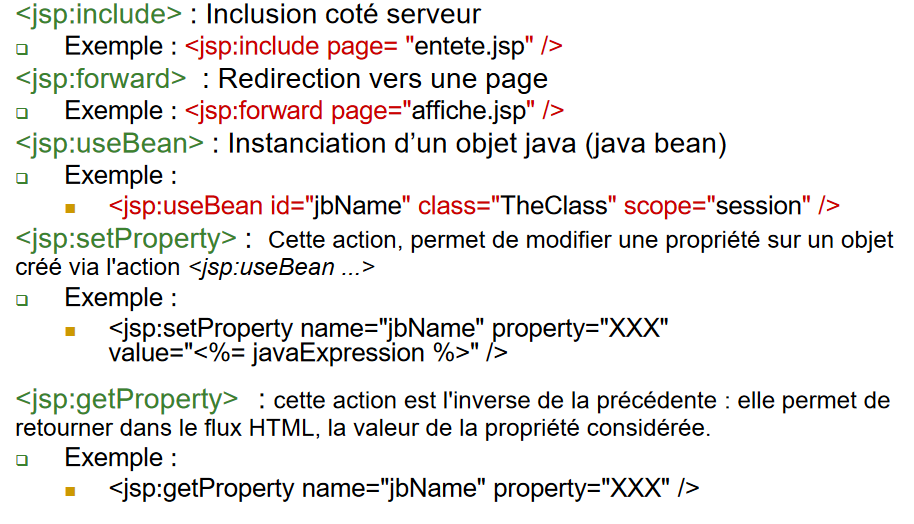 <jsp:include> : Inclusion coté serveur
Exemple : <jsp:include page= "entete.jsp" />
<jsp:forward> : Redirection vers une page
Exemple : <jsp:forward page="affiche.jsp" />
<jsp:useBean> : Instanciation d’un objet java (java bean)
Exemple :
<jsp:useBean id="jbName" class="TheClass" scope="session" />
<jsp:setProperty> : Cette action, permet de modifier une propriété sur un objet
créé via l'action <jsp:useBean ...>
Exemple :
<jsp:setProperty name="jbName" property="XXX"
value="<%= javaExpression %>" />
<jsp:getProperty> : cette action est l'inverse de la précédente : elle permet de
retourner dans le flux HTML, la valeur de la propriété considérée.
Exemple :
<jsp:getProperty name="jbName" property="XXX" />